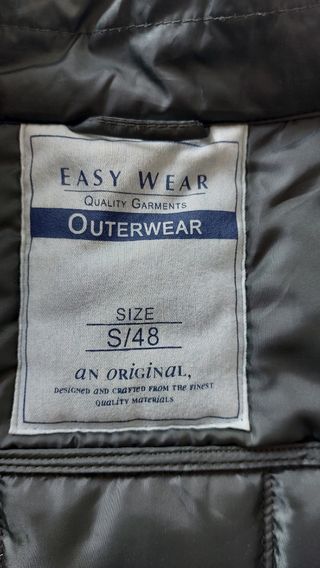 EASY WEAR
QUALITY GARMENTS
OUTERWEAR
SIZE
S/48
an ORiGiNal,
DESIGNED AND CRAFTED FROM THE FINEST
QUALITY MATERIALS